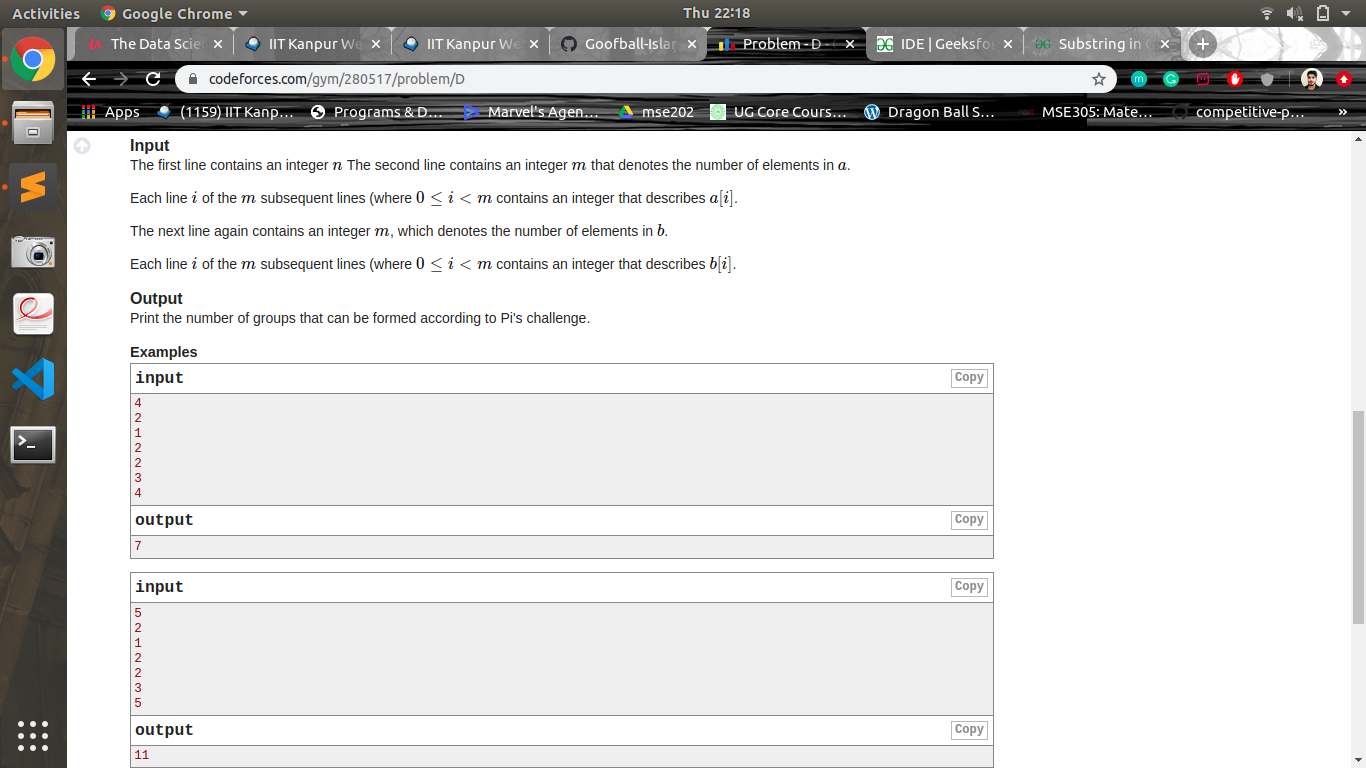 Activities
Google Chrome
Thu 22:18
The Data Scien
IIT Kanpur We
IIT Kanpur We
Goofball-Islan
Problem - D -
IDE | Geeksfo
Substring in
codeforces.com/gym/280517/problem/D
Apps
(1159) IIT Kanp...
Programs & D...
Marvel's Agen...
mse202
UG Core Cours...
Dragon Ball S...
MSE305: Mate...
competitive-p...
»
Input
The first line contains an integer n The second line contains an integer m that denotes the number of elements in a.
Each line i of the m subsequent lines (where 0 ≤ i < m contains an integer that describes a[i].
The next line again contains an integer m, which denotes the number of elements in b.
Each line i of the m subsequent lines (where 0 ≤ i < m contains an integer that describes b[i].
Output
Print the number of groups that can be formed according to Pi's challenge.
Examples
input
Copy
4
2
1
2
2
3
4
output
Copy
7
input
Copy
5
2
1
2
2
3
5
output
Copy
11